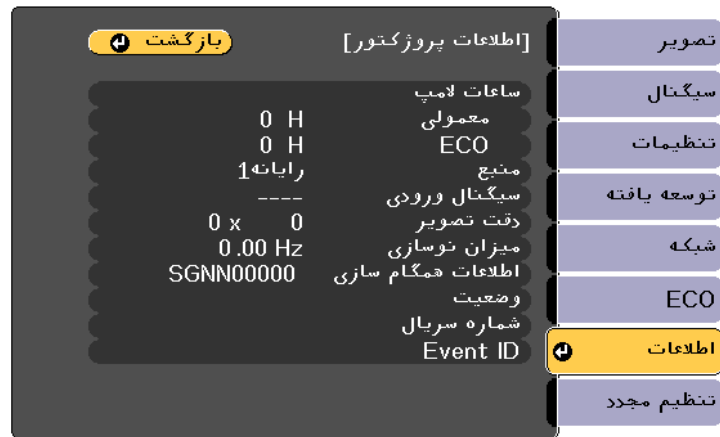 [اطلاعات پروژکتور] بازگشت
ساعات لامپ
معمولی 0 H
ECO 0 H
منبع رایانه1
سیگنال ورودی ----
دقت تصویر 0 x 0
میزان نوسازی 0.00 Hz
اطلاعات همگام سازی SGNN00000
وضعیت
شماره سریال
Event ID
تصویر
سیگنال
تنظیمات
توسعه یافته
شبکه
ECO
اطلاعات
تنظیم مجدد